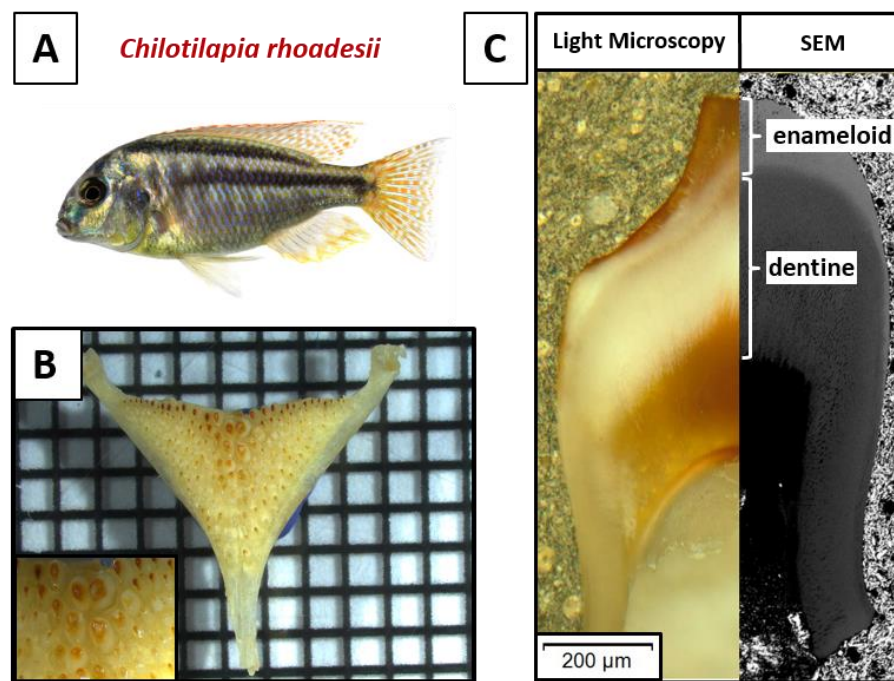 A
Chilotilapia rhoadesii
B
C
Light Microscopy
SEM
enameloid
dentine
200 µm